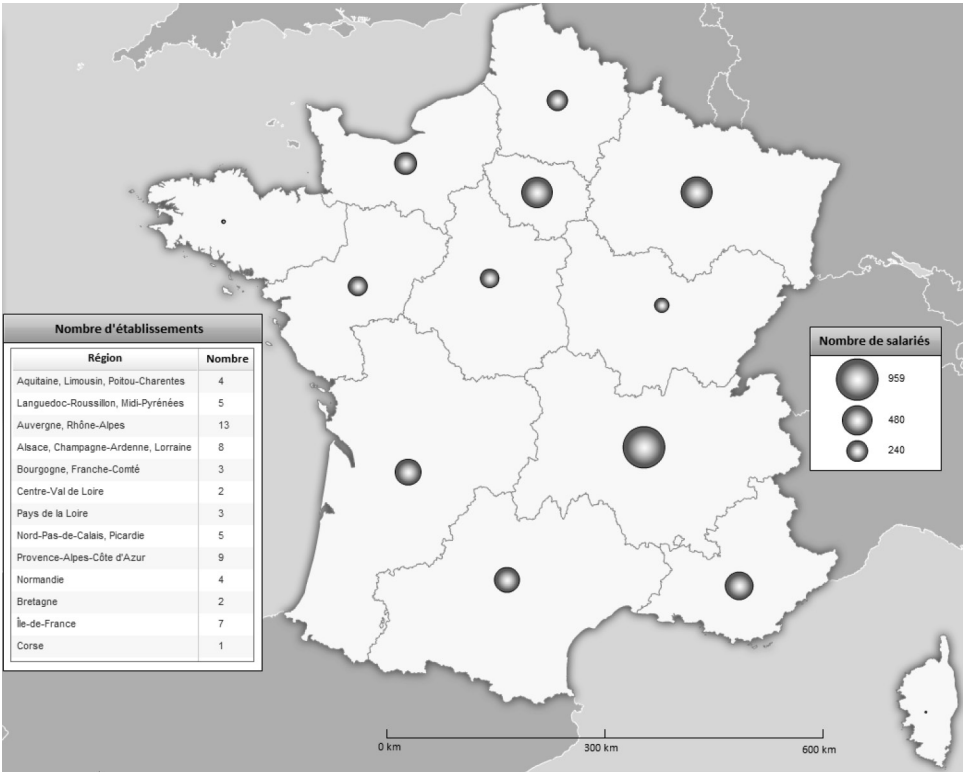 Nombre d'établissements
Région Nombre
Aquitaine, Limousin, Poitou-Charentes 4
Languedoc-Roussillon, Midi-Pyrénées 5
Auvergne, Rhône-Alpes 13
Alsace, Champagne-Ardenne, Lorraine 8
Bourgogne, Franche-Comté 3
Centre-Val de Loire 2
Pays de la Loire 3
Nord-Pas-de-Calais, Picardie 5
Provence-Alpes-Côte d'Azur 9
Normandie 4
Bretagne 2
Île-de-France 7
Corse 1
Nombre de salariés
959
480
240
0 km 300 km 600 km